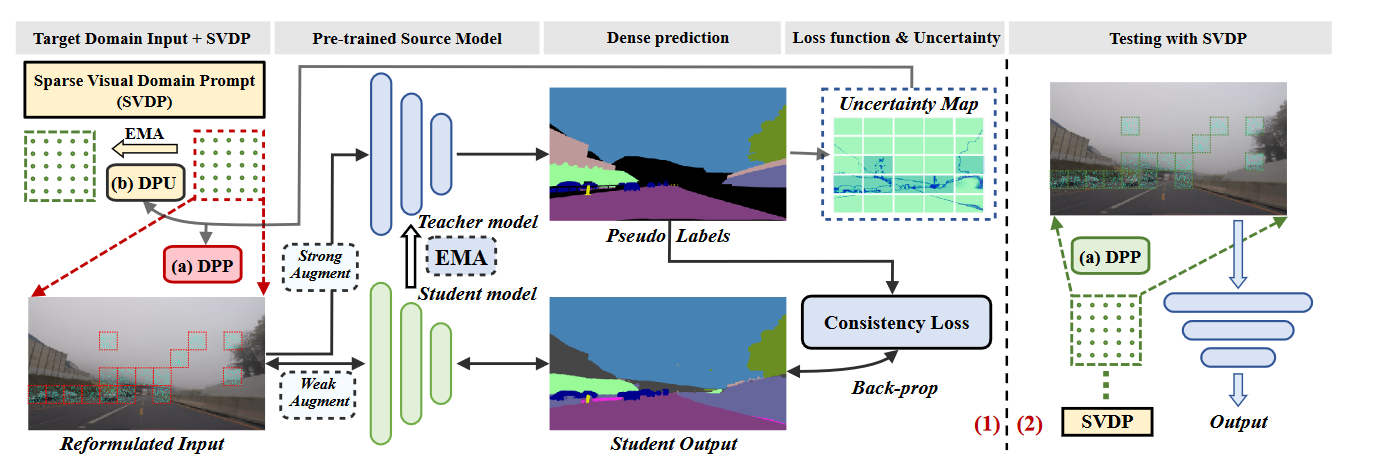 Target Domain Input + SVDP
Pre-trained Source Model
Dense prediction
Loss function & Uncertainty
Testing with SVDP
Sparse Visual Domain Prompt
(SVDP)
EMA
(b) DPU
(a) DPP
Reformulated Input
Strong
Augment
Weak
Augment
Teacher model
EMA
Student model
Pseudo Labels
Student Output
Uncertainty Map
Consistency Loss
Back-prop
(1)
(2)
(a) DPP
SVDP
Output